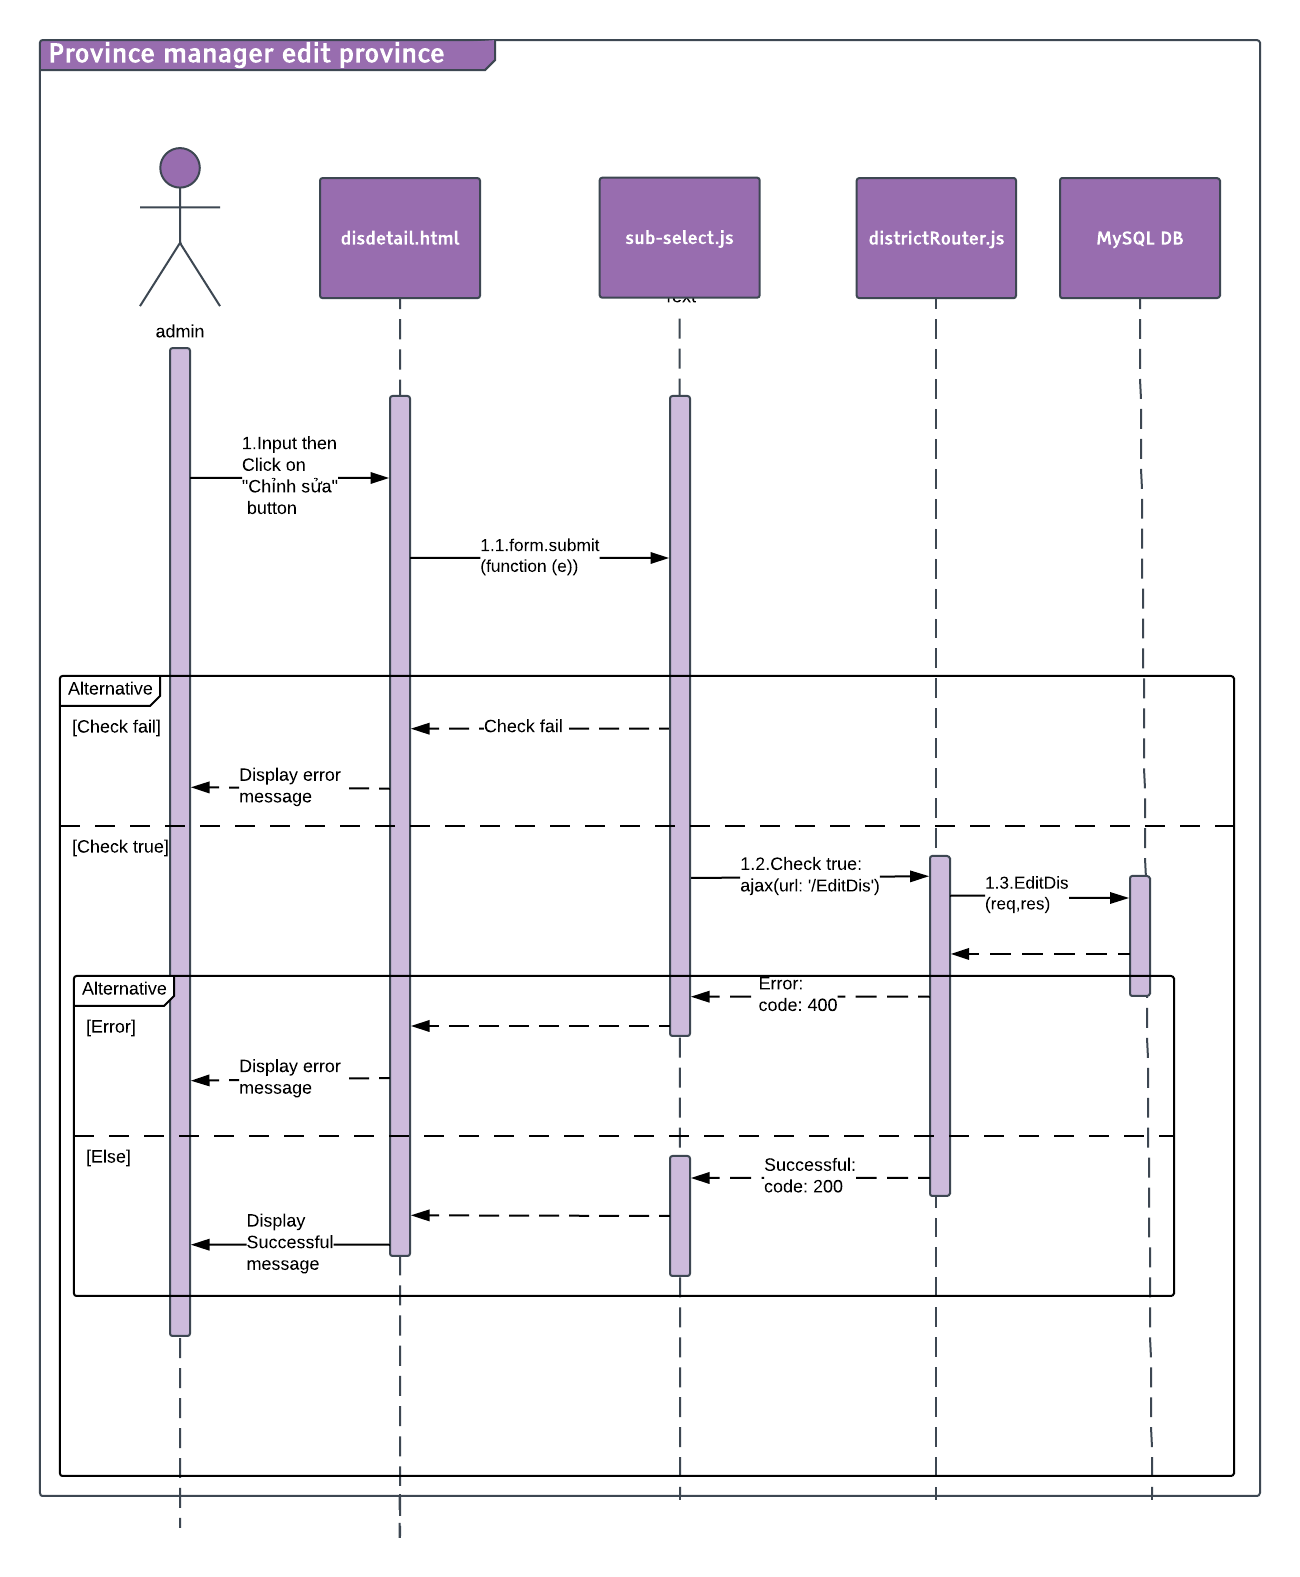 Province manager edit province
disdetail.html
sub-select.js
districtRouter.js
MySQL DB
Text
admin
1.Input then
Click on
"Chỉnh sửa"
button
1.1.form.submit
(function (e))
Alternative
[Check fail]
Check fail
Display error
message
[Check true]
1.2.Check true:
ajax(url: '/EditDis')
1.3.EditDis
(req,res)
Alternative
Error:
code: 400
[Error]
Display error
message
[Else]
Successful:
code: 200
Display
Successful
message